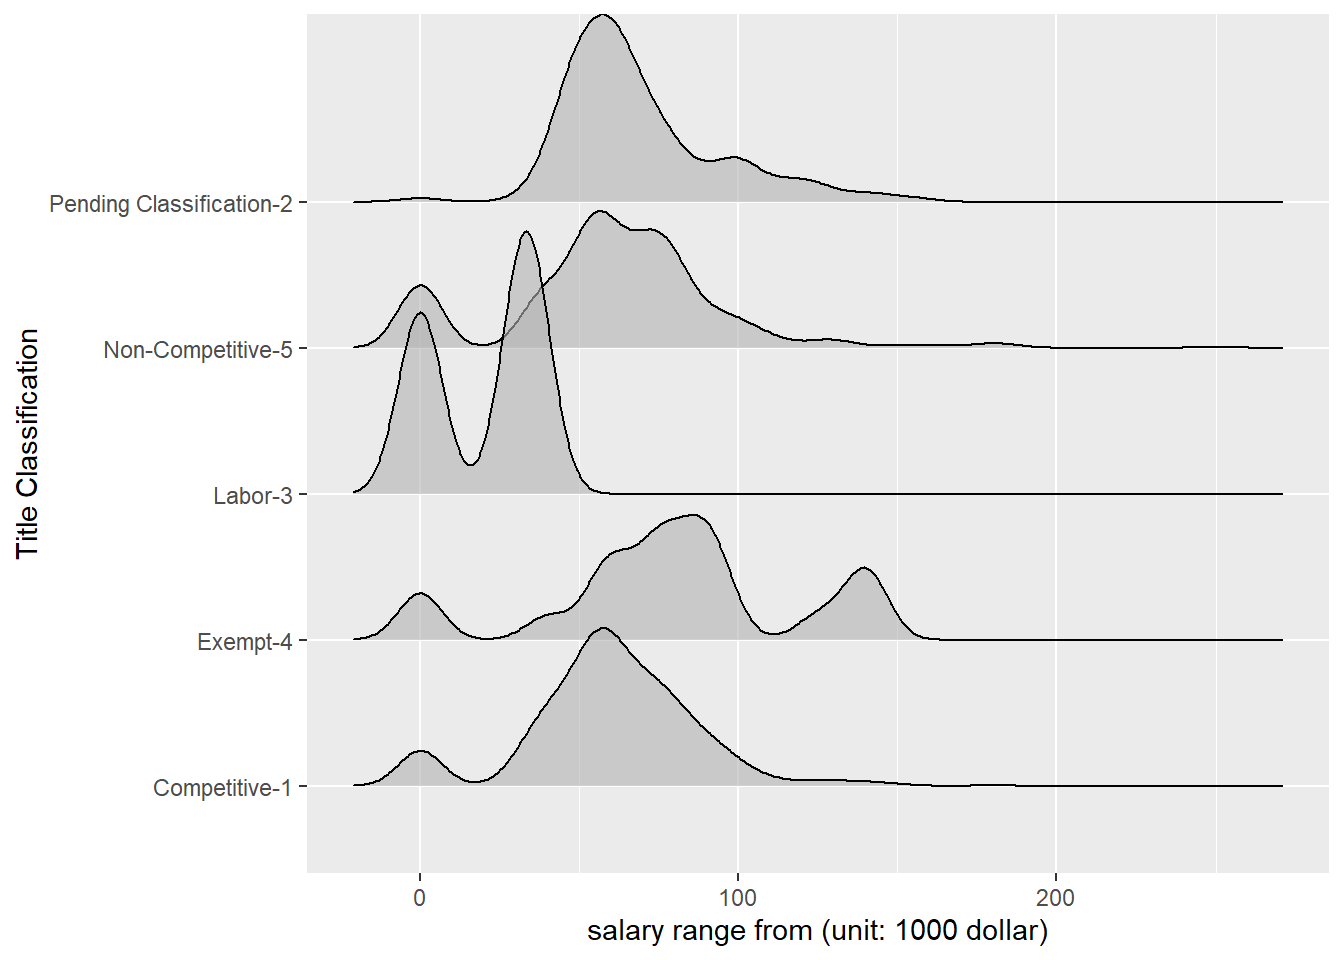 Pending Classification-2
Non-Competitive-5
Labor-3
Exempt-4
Competitive-1
Title Classification
0 100 200
salary range from (unit: 1000 dollar)